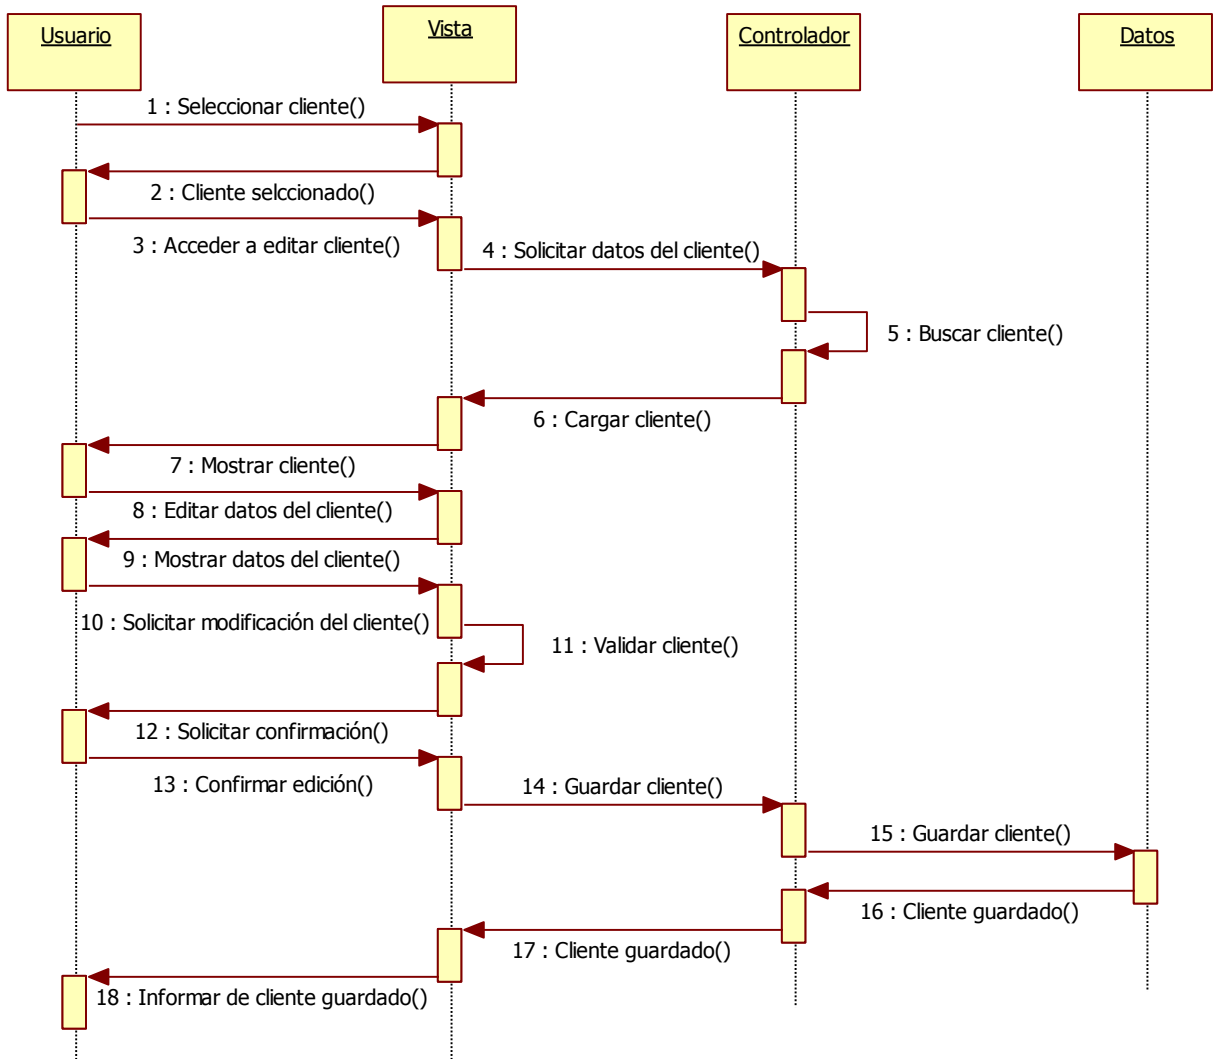 Usuario
Vista
Controlador
Datos
1 : Seleccionar cliente()
2 : Cliente selccionado()
3 : Acceder a editar cliente()
4 : Solicitar datos del cliente()
5 : Buscar cliente()
6 : Cargar cliente()
7 : Mostrar cliente()
8 : Editar datos del cliente()
9 : Mostrar datos del cliente()
10 : Solicitar modificación del cliente()
11 : Validar cliente()
12 : Solicitar confirmación()
13 : Confirmar edición()
14 : Guardar cliente()
15 : Guardar cliente()
16 : Cliente guardado()
17 : Cliente guardado()
18 : Informar de cliente guardado()